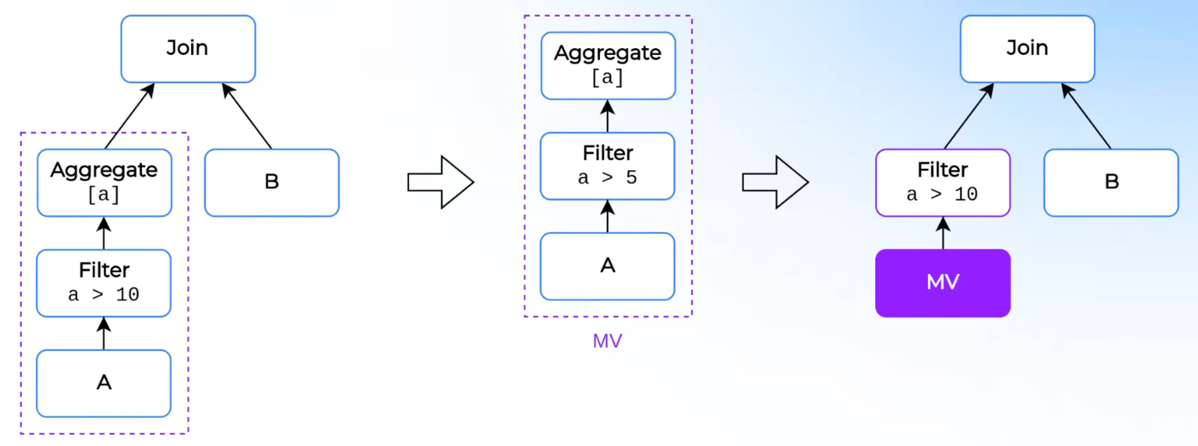 Join
Aggregate
[a]
B
Filter
a > 10
A
Aggregate
[a]
Filter
a > 5
A
MV
Join
Filter
a > 10
B
MV